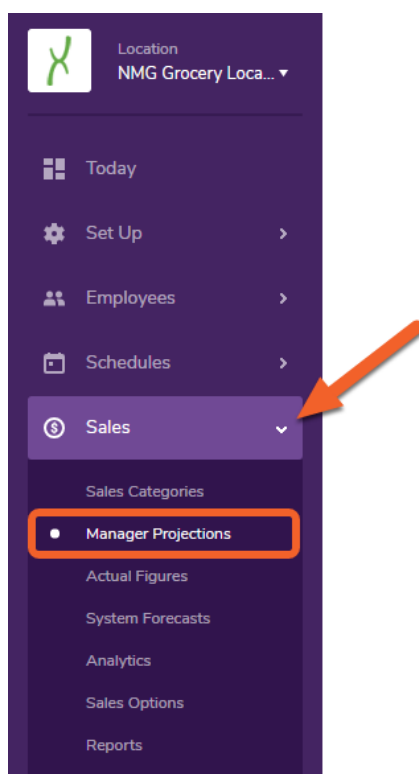 Location
NMG Grocery Loca...
Today
Set Up
Employees
Schedules
Sales
Sales Categories
Manager Projections
Actual Figures
System Forecasts
Analytics
Sales Options
Reports